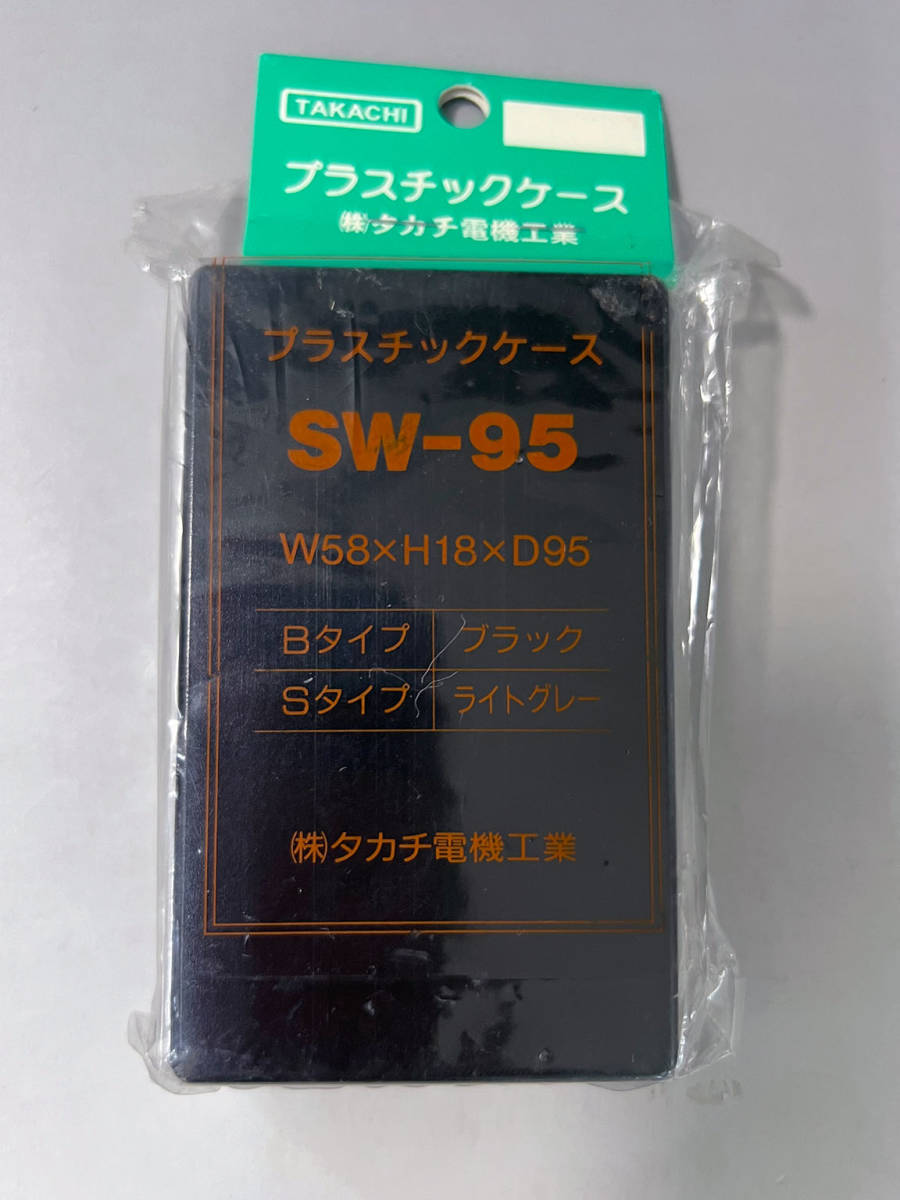 TAKACHI
プラスチックケース
㈱タカチ電機工業
プラスチックケース
SW-95
W58×H18×D95
Bタイプ ブラック
Sタイプ ライトグレー
㈱タカチ電機工業